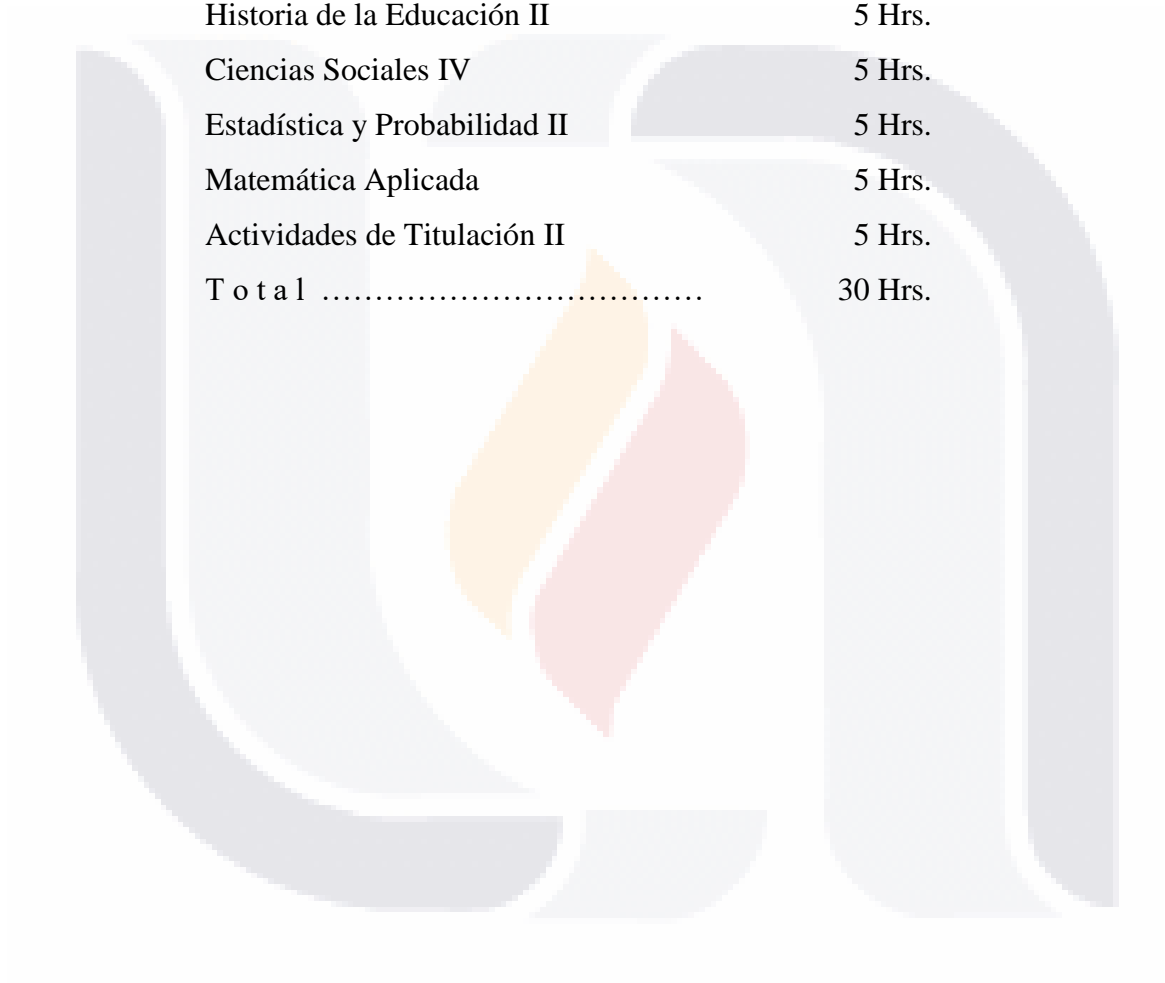 Historia de la Educación II 5 Hrs.
Ciencias Sociales IV 5 Hrs.
Estadística y Probabilidad II 5 Hrs.
Matemática Aplicada 5 Hrs.
Actividades de Titulación II 5 Hrs.
T o t a l ……………………………… 30 Hrs.